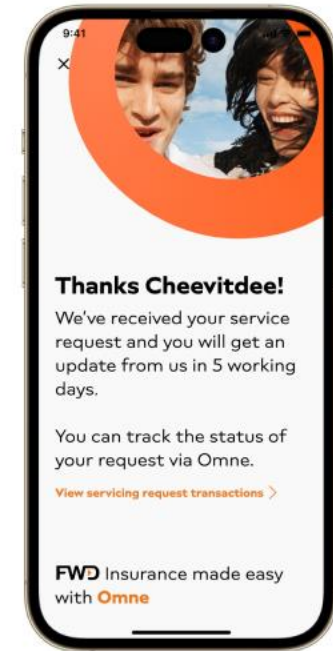 9:41
Thanks Cheevitdee!
We've received your service
request and you will get an
update from us in 5 working
days.
You can track the status of
your request via Omne.
View servicing request transactions >
FWD Insurance made easy
with Omne